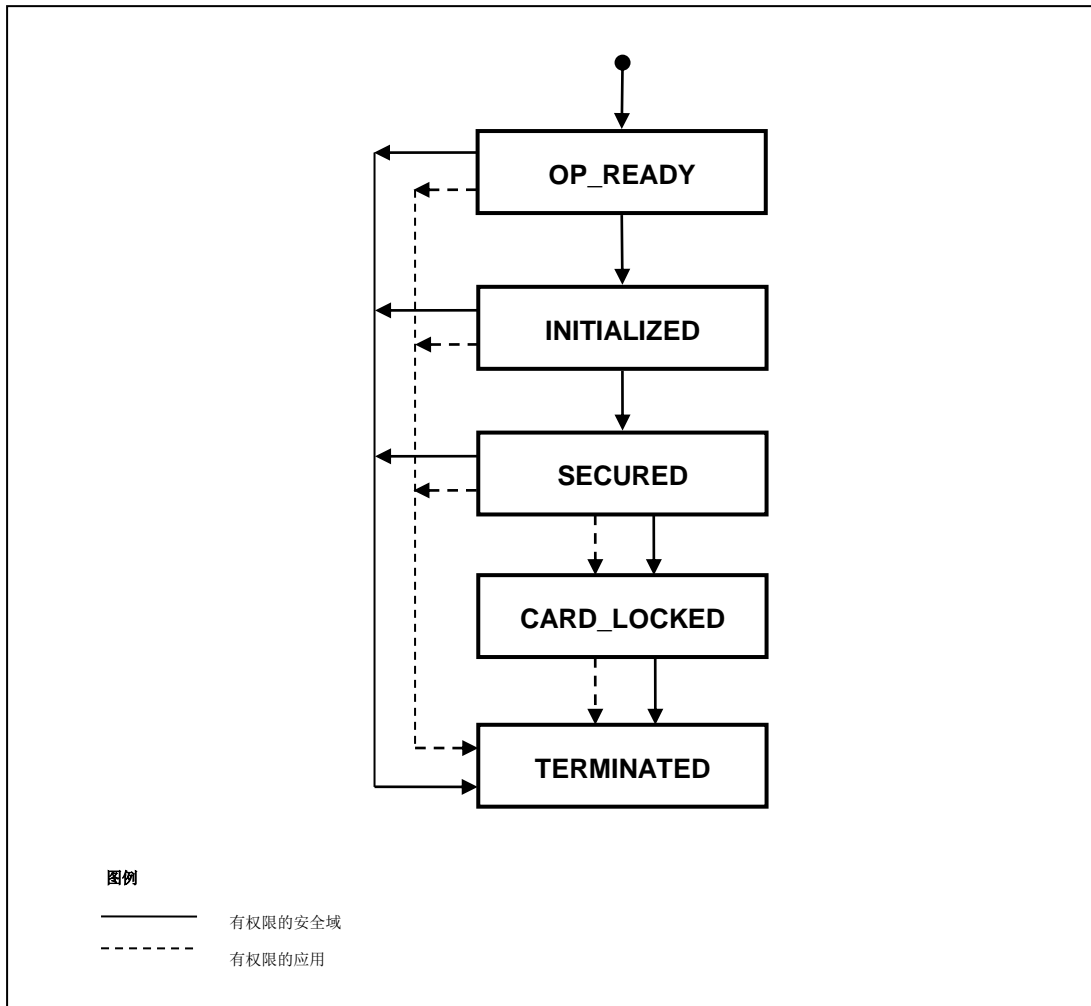 OP_READY
INITIALIZED
SECURED
CARD_LOCKED
TERMINATED
图例
有权限的安全域
有权限的应用